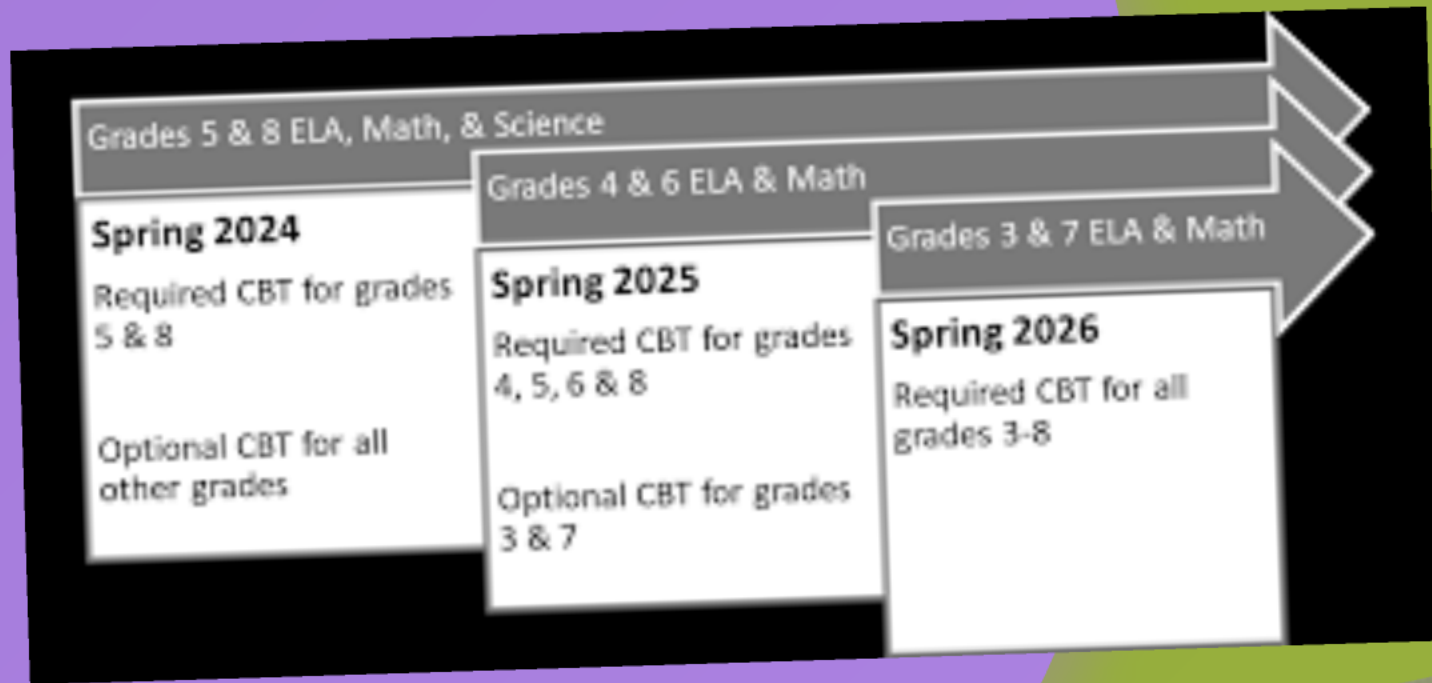 Grades 5 & 8 ELA, Math, & Science
Grades 4 & 6 ELA & Math
Grades 3 & 7 ELA & Math
Spring 2024
Required CBT for grades
5 & 8
Optional CBT for all
other grades
Spring 2025
Required CBT for grades
4, 5, 6 & 8
Optional CBT for grades
3 & 7
Spring 2026
Required CBT for all
grades 3-8